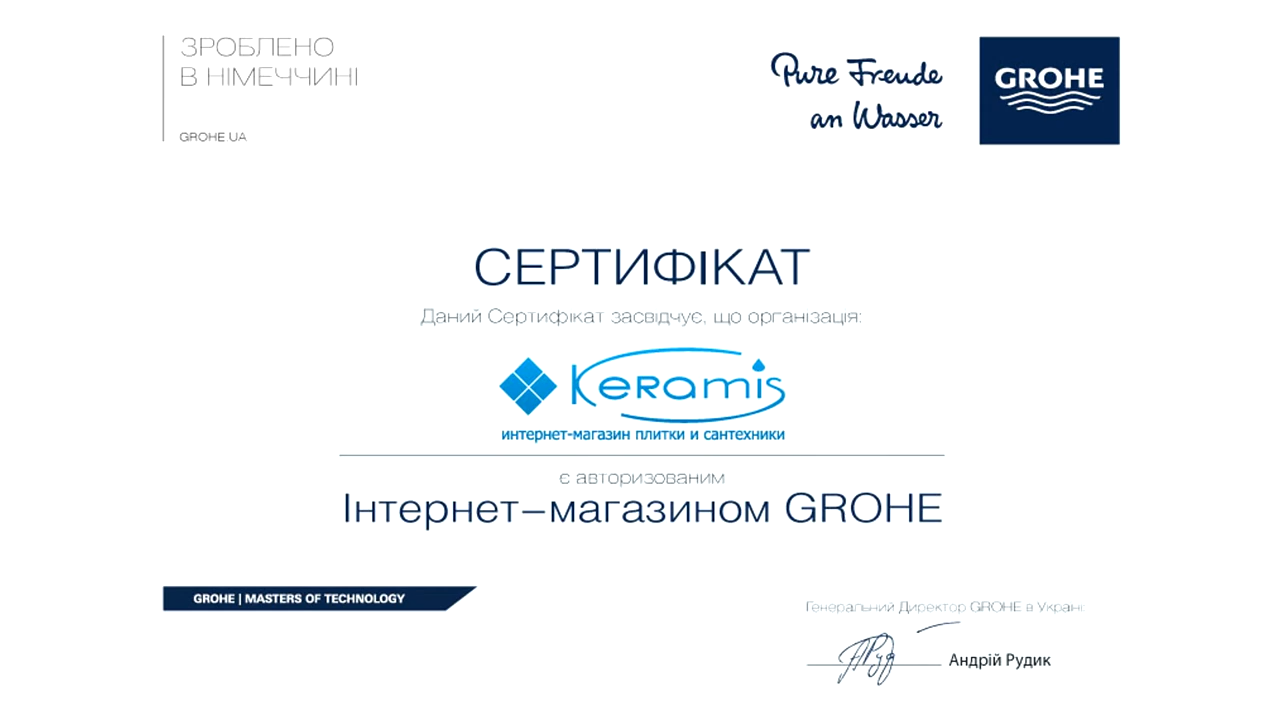 ЗРОБЛЕНО
В НІМЕЧЧИНІ
GROHE.UA
Pure Freude
an Wasser
GROHE
СЕРТИФІКАТ
Даний Сертифікат засвідчує, що організація:
Keramis
интернет-магазин плитки и сантехники
є авторизованим
Інтернет–магазином GROHE
GROHE | MASTERS OF TECHNOLOGY
Генеральний Директор GROHE в Україні:
Андрій Рудик